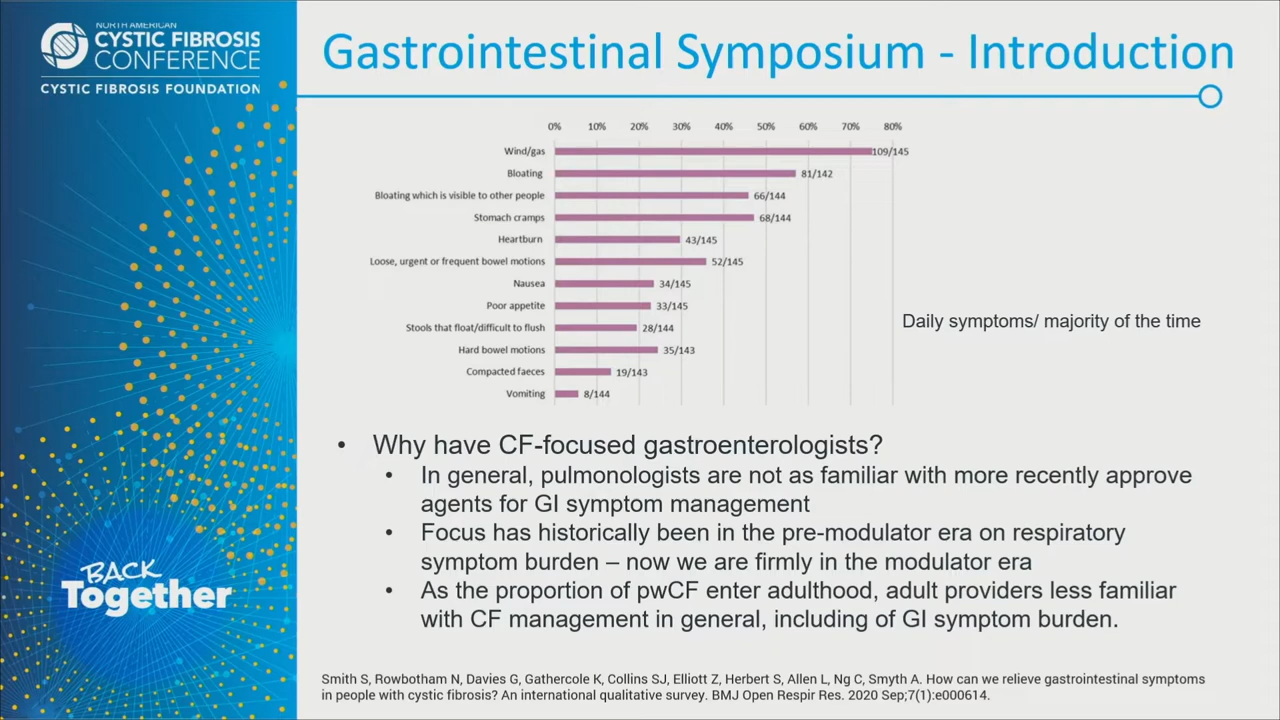 NORTH AMERICAN
CYSTIC FIBROSIS
CONFERENCE
CYSTIC FIBROSIS FOUNDATION
Gastrointestinal Symposium - Introduction
0% 10% 20% 30% 40% 50% 60% 70% 80%
Wind/gas 109/145
Bloating 81/142
Bloating which is visible to other people 66/144
Stomach cramps 68/144
Heartburn 43/145
Loose, urgent or frequent bowel motions 52/145
Nausea 34/145
Poor appetite 33/145
Stools that float/difficult to flush 28/144
Hard bowel motions 35/143
Compacted faeces 19/143
Vomiting 8/144
Daily symptoms/ majority of the time
• Why have CF-focused gastroenterologists?
• In general, pulmonologists are not as familiar with more recently approve
agents for GI symptom management
• Focus has historically been in the pre-modulator era on respiratory
symptom burden – now we are firmly in the modulator era
• As the proportion of pwCF enter adulthood, adult providers less familiar
with CF management in general, including of GI symptom burden.
BACK
Together
Smith S, Rowbotham N, Davies G, Gathercole K, Collins SJ, Elliott Z, Herbert S, Allen L, Ng C, Smyth A. How can we relieve gastrointestinal symptoms
in people with cystic fibrosis? An international qualitative survey. BMJ Open Respir Res. 2020 Sep;7(1):e000614.